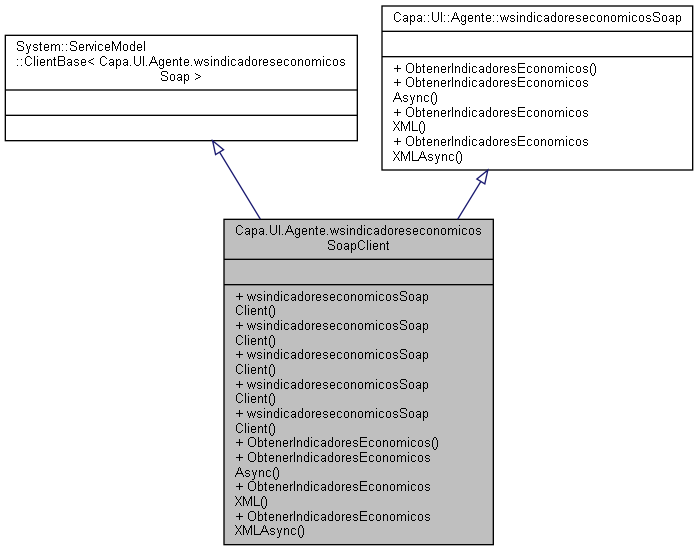 System::ServiceModel
::ClientBase< Capa.UI.Agente.wsindicadoreseconomicos
Soap >
Capa::UI::Agente::wsindicadoreseconomicosSoap
+ ObtenerIndicadoresEconomicos()
+ ObtenerIndicadoresEconomicos
Async()
+ ObtenerIndicadoresEconomicos
XML()
+ ObtenerIndicadoresEconomicos
XMLAsync()
Capa.UI.Agente.wsindicadoreseconomicos
SoapClient
+ wsindicadoreseconomicosSoap
Client()
+ wsindicadoreseconomicosSoap
Client()
+ wsindicadoreseconomicosSoap
Client()
+ wsindicadoreseconomicosSoap
Client()
+ wsindicadoreseconomicosSoap
Client()
+ ObtenerIndicadoresEconomicos()
+ ObtenerIndicadoresEconomicos
Async()
+ ObtenerIndicadoresEconomicos
XML()
+ ObtenerIndicadoresEconomicos
XMLAsync()